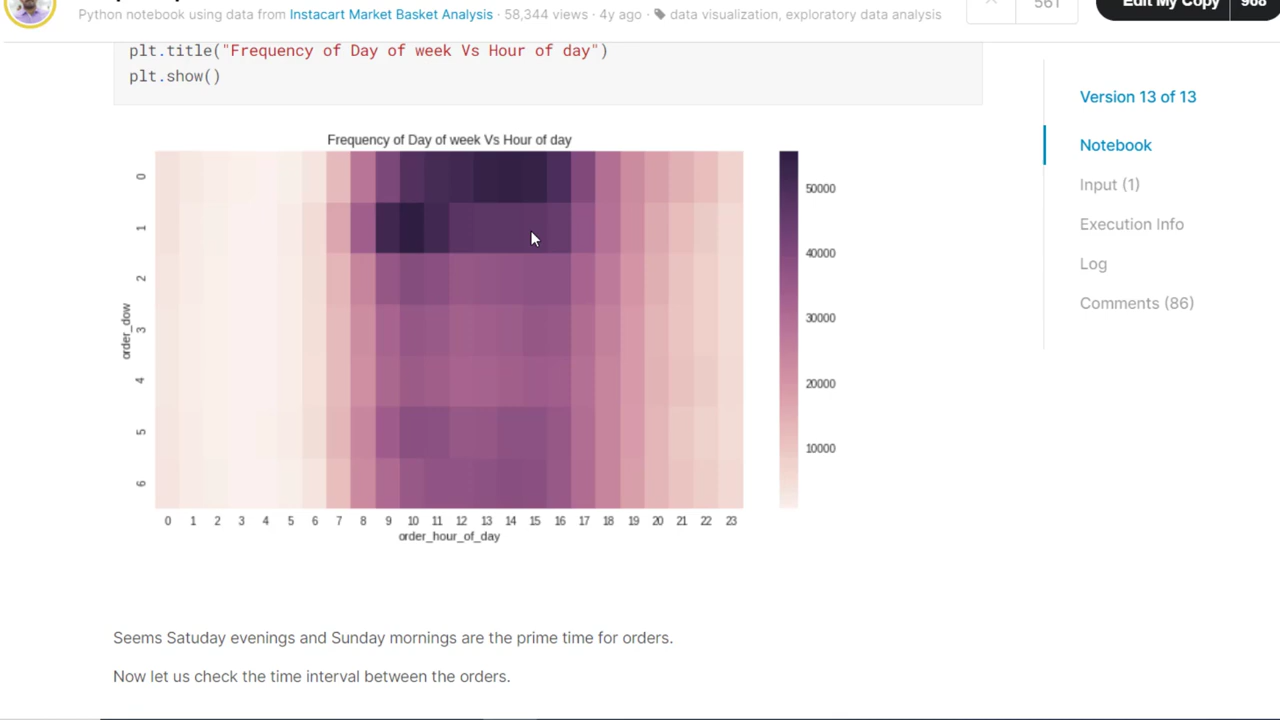 Python notebook using data from Instacart Market Basket Analysis · 58,344 views · 4y ago · data visualization, exploratory data analysis
561
Edit My Copy
968
plt.title("Frequency of Day of week Vs Hour of day")
plt.show()
Version 13 of 13
Notebook
Input (1)
Execution Info
Log
Comments (86)
Frequency of Day of week Vs Hour of day
order_dow
0
1
2
3
4
5
6
50000
40000
30000
20000
10000
0 1 2 3 4 5 6 7 8 9 10 11 12 13 14 15 16 17 18 19 20 21 22 23
order_hour_of_day
Seems Satuday evenings and Sunday mornings are the prime time for orders.
Now let us check the time interval between the orders.